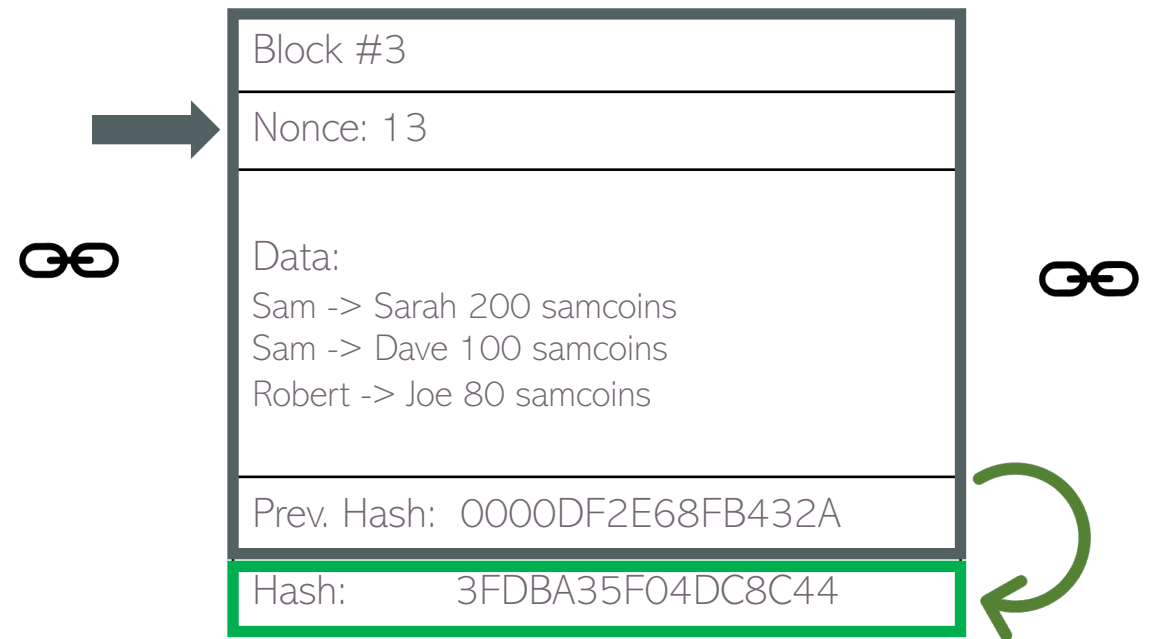 Block #3
Nonce: 13
Data:
Sam -> Sarah 200 samcoins
Sam -> Dave 100 samcoins
Robert -> Joe 80 samcoins
Prev. Hash: 0000DF2E68FB432A
Hash: 3FDBA35F04DC8C44